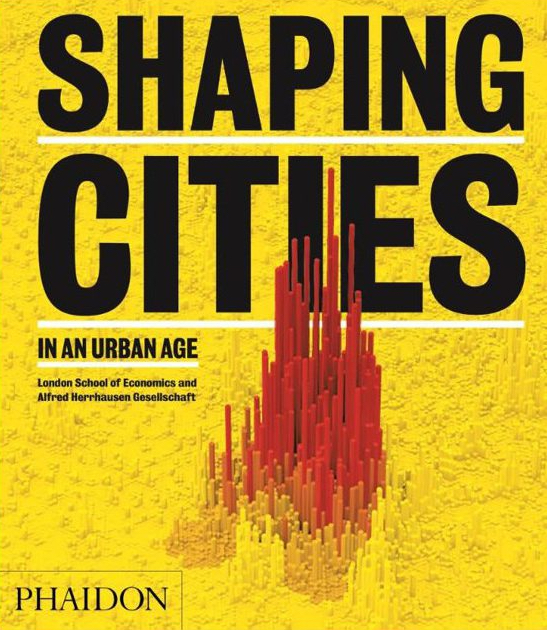 SHAPING
CITIES
IN AN URBAN AGE
London School of Economics and
Alfred Herrhausen Gesellschaft
PHAIDON